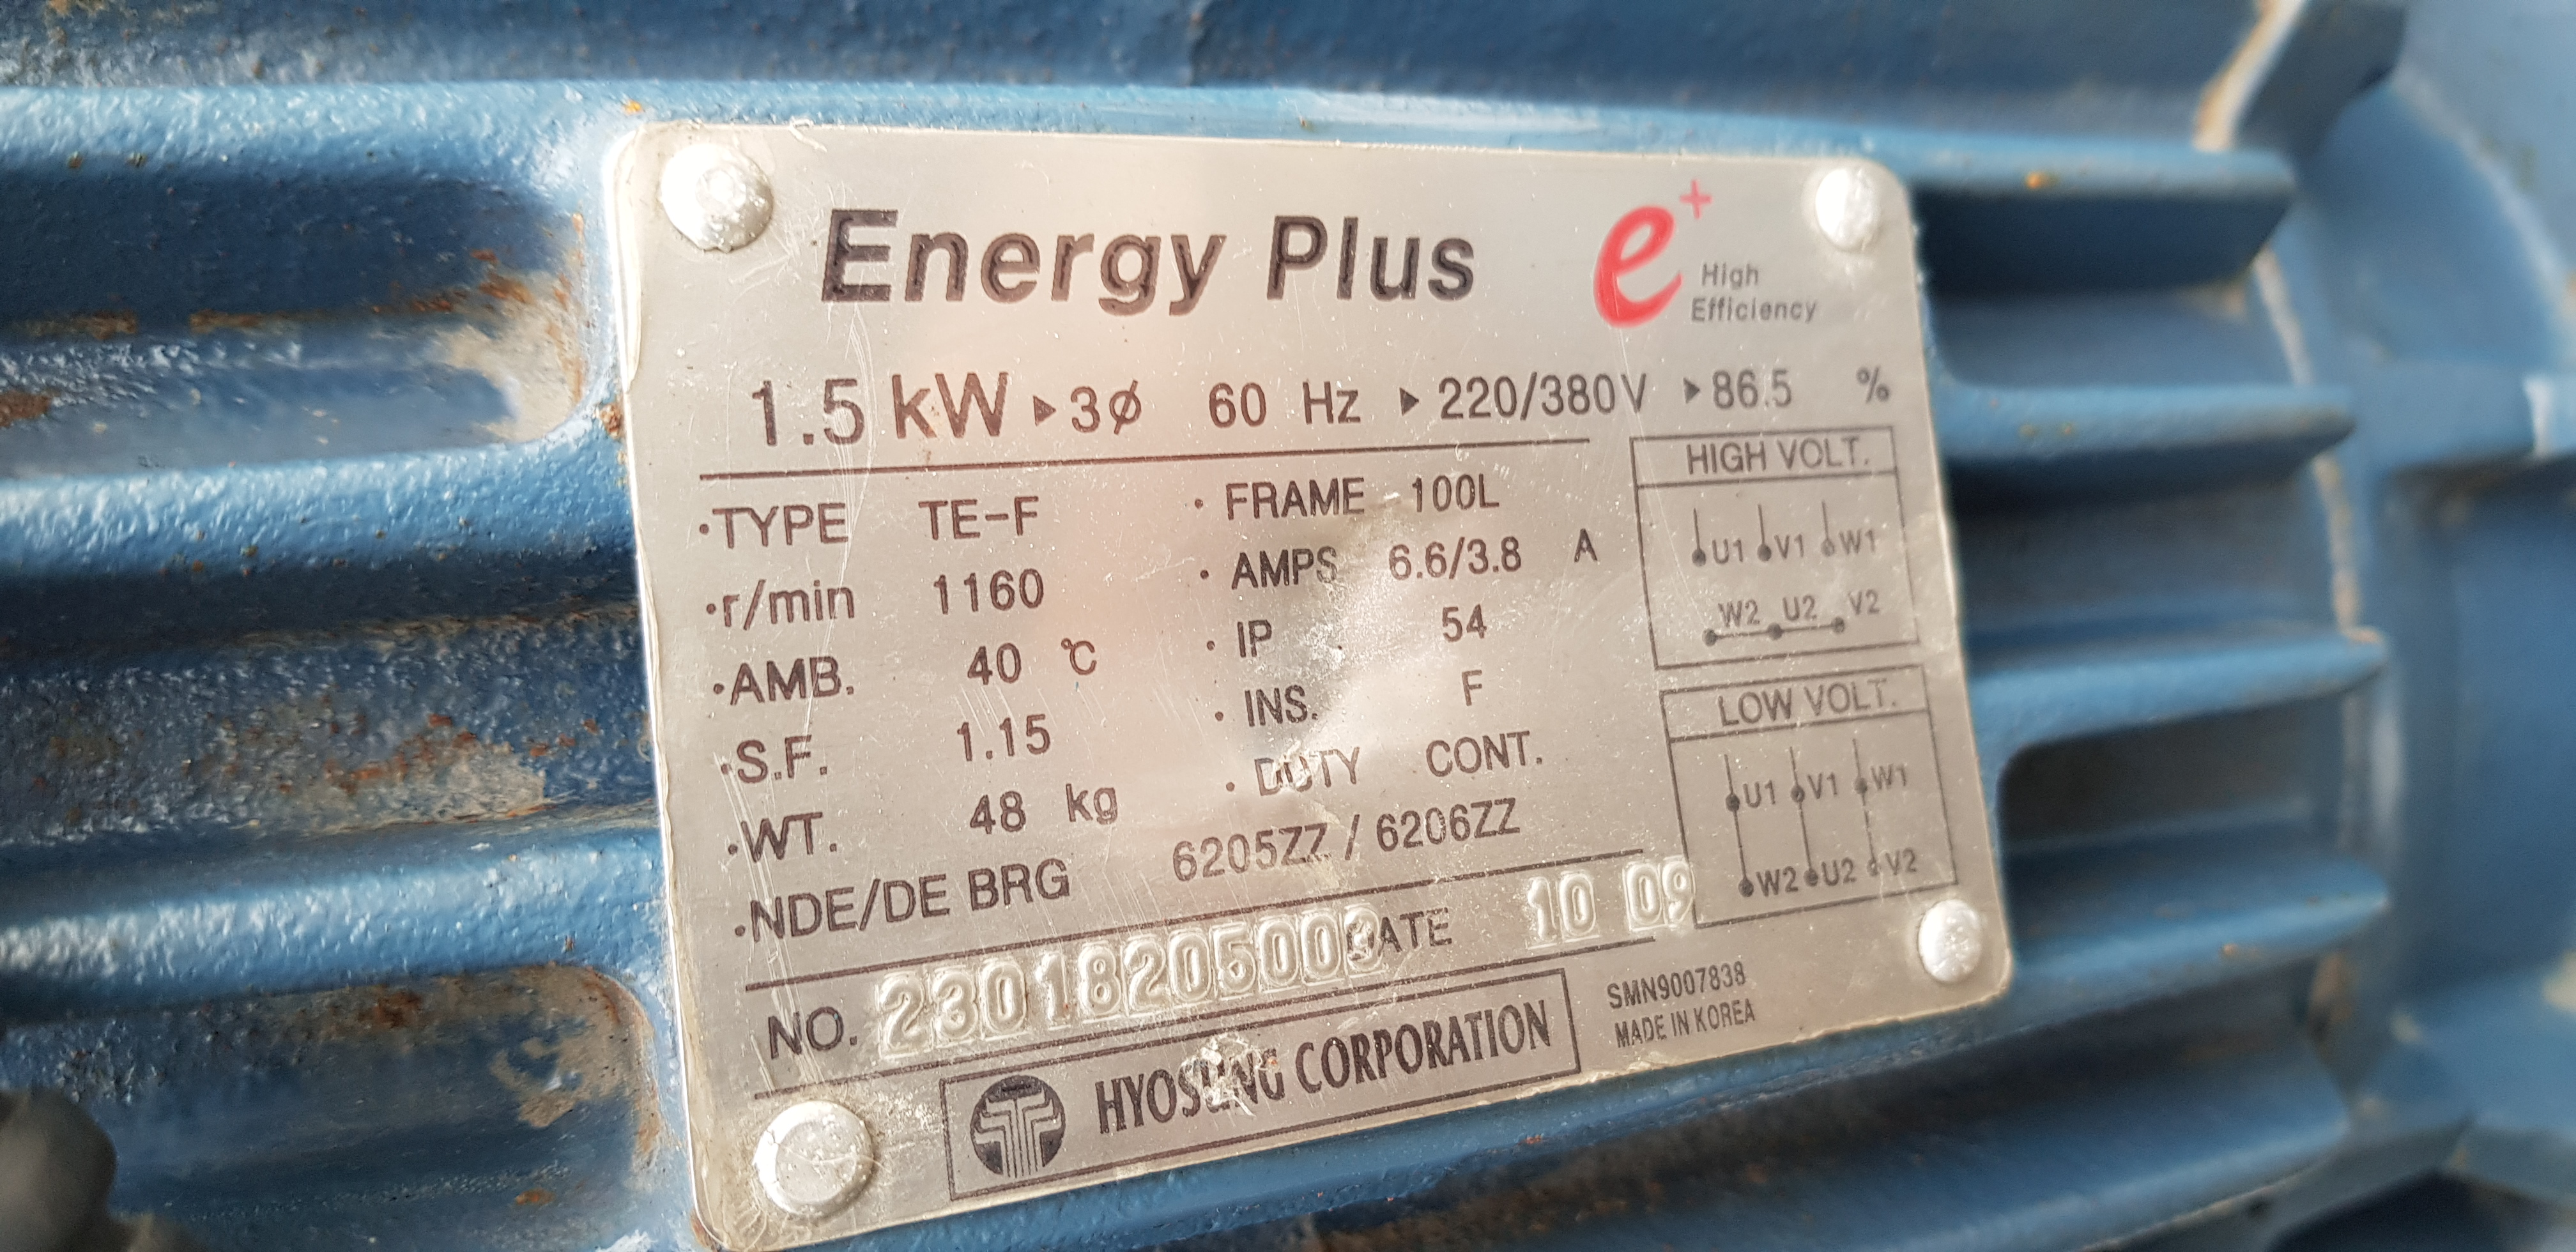 Energy Plus e+ High Efficiency
1.5 kW ▸3ø 60 Hz ▸220/380V ▸86.5 %
·TYPE TE-F · FRAME 100L
·r/min 1160 · AMPS 6.6/3.8 A
·AMB. 40 ℃ · IP 54
·S.F. 1.15 · INS. F
·WT. 48 kg · DUTY CONT.
·NDE/DE BRG 6205ZZ / 6206ZZ
NO. DATE 10 09
HYOSUNG CORPORATION
SMN9007838
MADE IN KOREA
HIGH VOLT.
U1 V1 W1
W2 U2 V2
LOW VOLT.
U1 V1 W1
W2 U2 V2